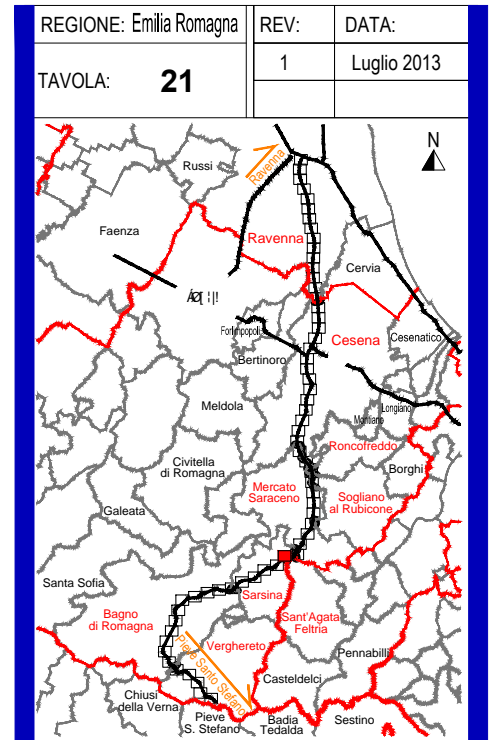 REGIONE: Emilia Romagna
REV:
DATA:
TAVOLA: 21
1
Luglio 2013
N
Russi
Ravenna
Faenza
Ravenna
Cervia
Forlimpopoli
Cesena
Cesenatico
Bertinoro
Meldola
Longiano
Montiano
Roncofreddo
Civitella
di Romagna
Borghi
Mercato
Saraceno
Sogliano
al Rubicone
Galeata
Santa Sofia
Sarsina
Bagno
di Romagna
Sant'Agata
Feltria
Verghereto
Pieve Santo Stefano
Pennabilli
Casteldelci
Chiusi
della Verna
Pieve
S. Stefano
Badia
Tedalda
Sestino